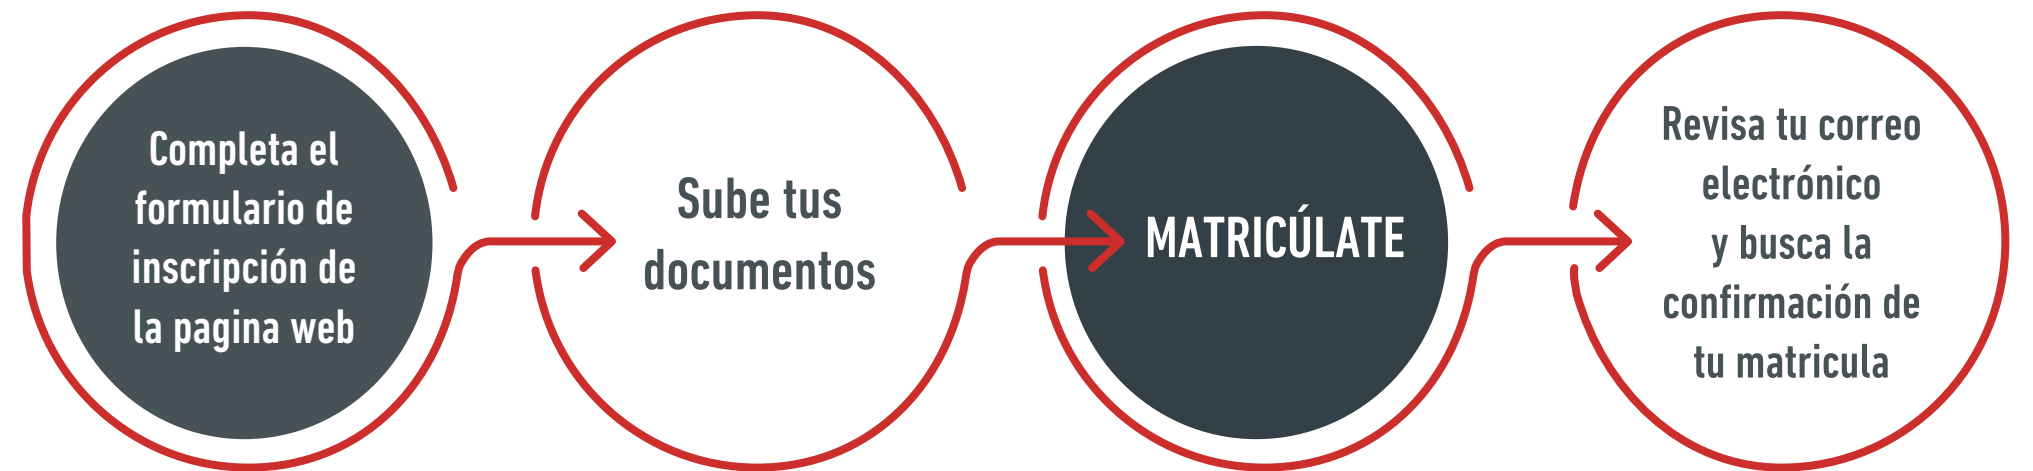 Completa el
formulario de
inscripción de
la pagina web
Sube tus
documentos
MATRICÚLATE
Revisa tu correo
electrónico
y busca la
confirmación de
tu matricula